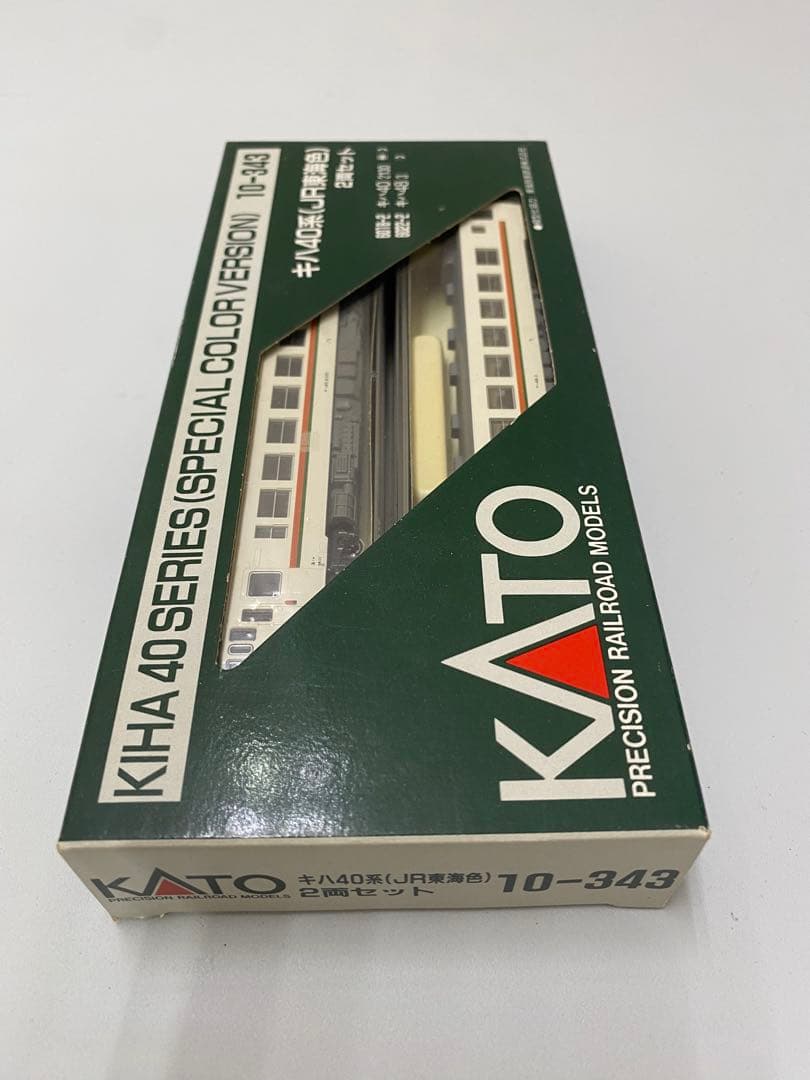 KIHA 40 SERIES (SPECIAL COLOR VERSION) 10-343
キハ40系(JR東海色)
2両セット
KATO
PRECISION RAILROAD MODELS
KATO
PRECISION RAILROAD MODELS
キハ40系(JR東海色)
2両セット
10-343